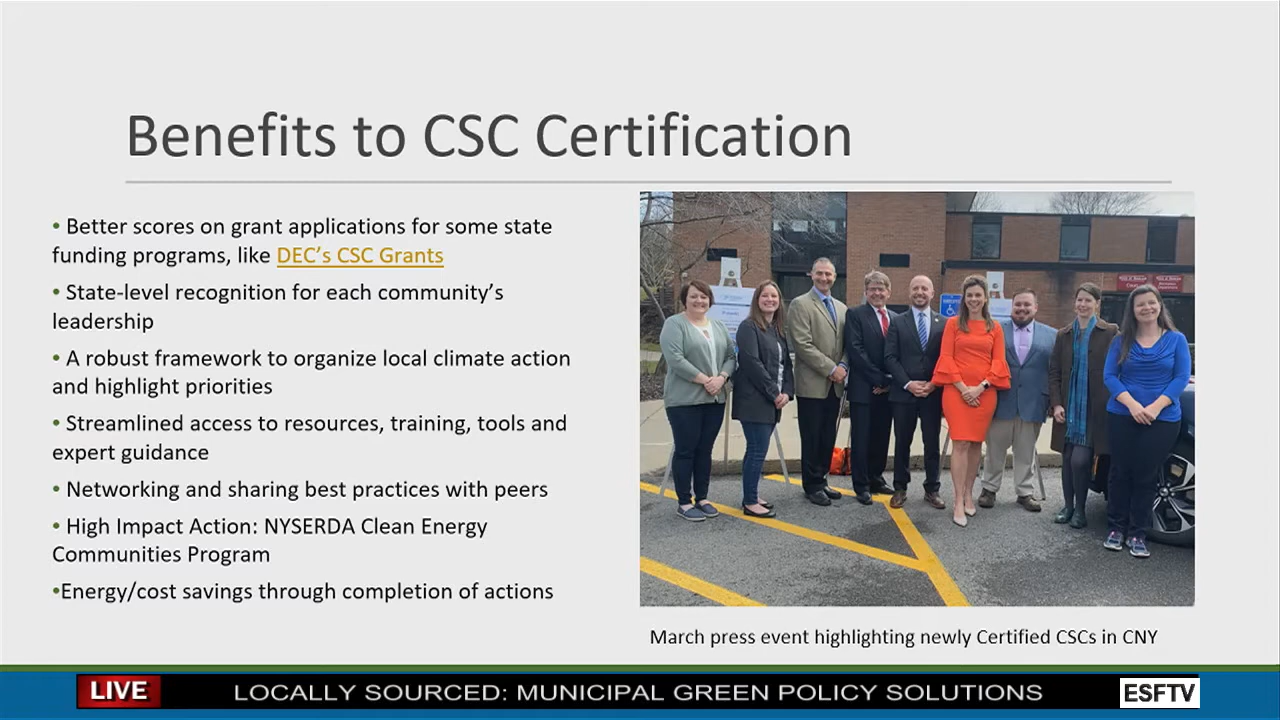 Benefits to CSC Certification
• Better scores on grant applications for some state
funding programs, like DEC's CSC Grants
• State-level recognition for each community's
leadership
• A robust framework to organize local climate action
and highlight priorities
• Streamlined access to resources, training, tools and
expert guidance
• Networking and sharing best practices with peers
• High Impact Action: NYSERDA Clean Energy
Communities Program
•Energy/cost savings through completion of actions
March press event highlighting newly Certified CSCs in CNY
LIVE
LOCALLY SOURCED: MUNICIPAL GREEN POLICY SOLUTIONS
ESFTV